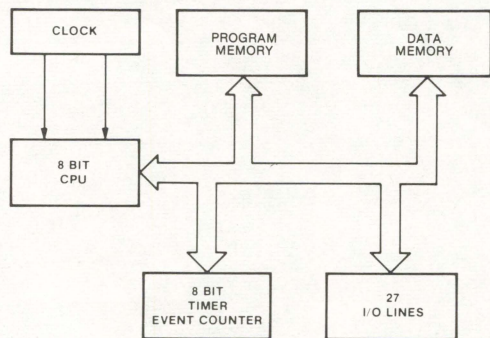 CLOCK
PROGRAM
MEMORY
DATA
MEMORY
8 BIT
CPU
8 BIT
TIMER
EVENT COUNTER
27
I/O LINES